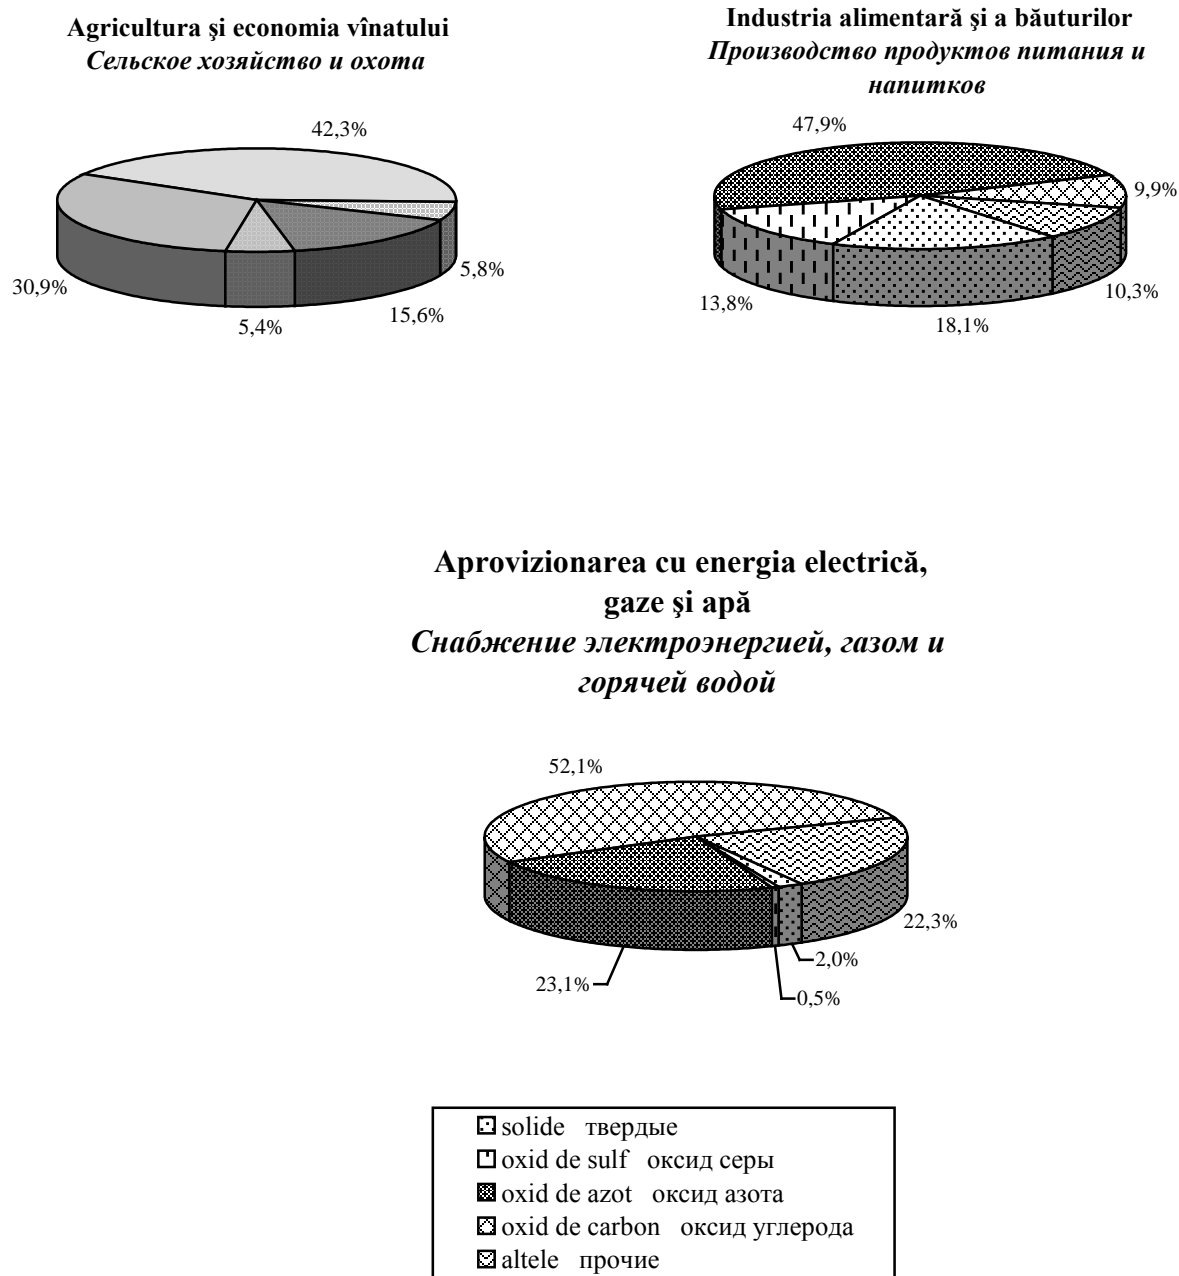 Agricultura şi economia vînatului
Сельское хозяйство и охота
42,3%
30,9%
5,4%
15,6%
5,8%
Industria alimentară şi a băuturilor
Производство продуктов питания и
напитков
47,9%
9,9%
10,3%
18,1%
13,8%
Aprovizionarea cu energia electrică,
gaze şi apă
Снабжение электроэнергией, газом и
горячей водой
52,1%
22,3%
2,0%
0,5%
23,1%
solide твердые
oxid de sulf оксид серы
oxid de azot оксид азота
oxid de carbon оксид углерода
altele прочие